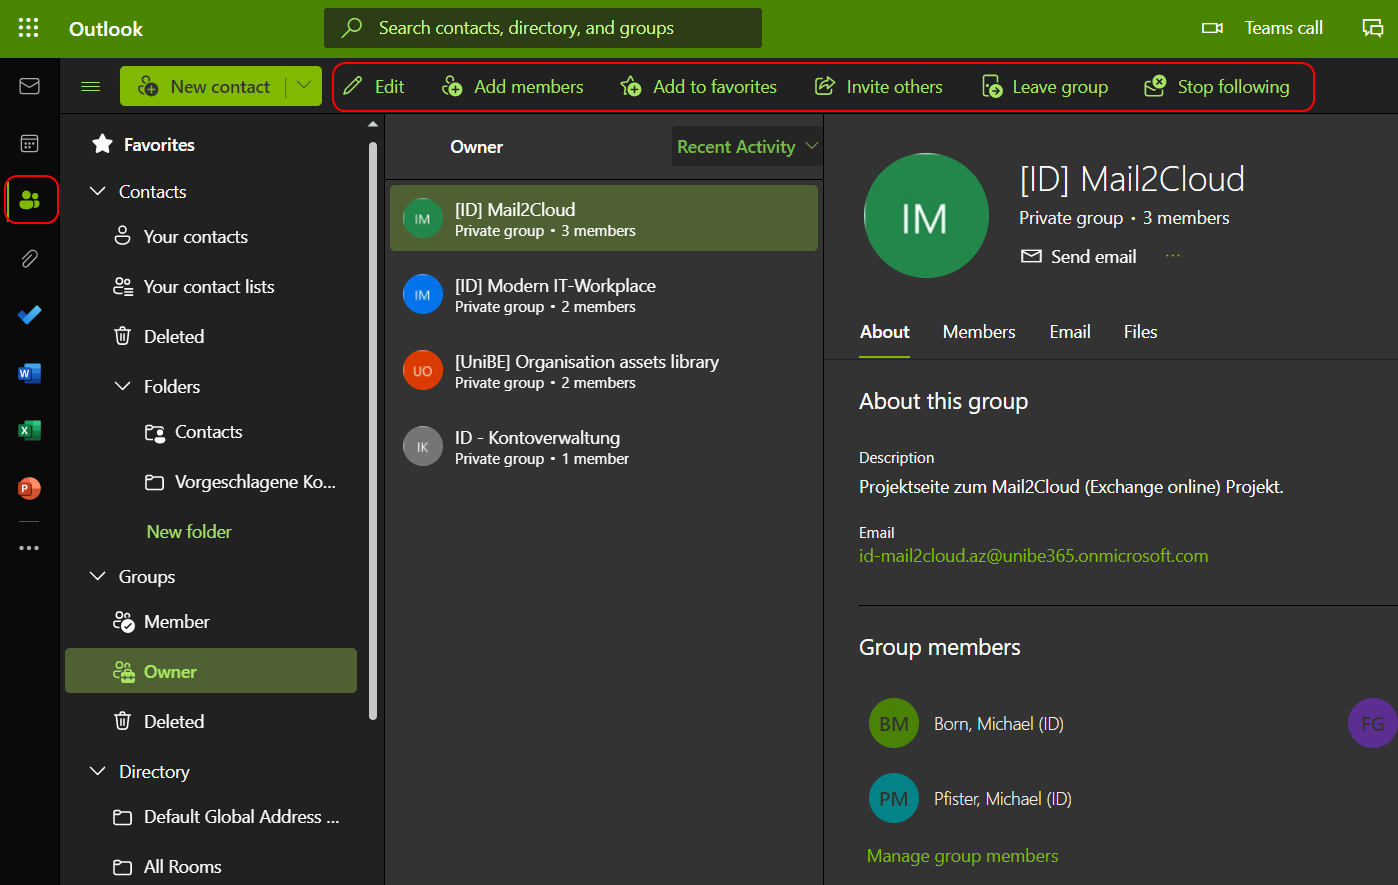 Outlook
Search contacts, directory, and groups
Teams call
New contact
Edit
Add members
Add to favorites
Invite others
Leave group
Stop following
Favorites
Contacts
Your contacts
Your contact lists
Deleted
Folders
Contacts
Vorgeschlagene Ko...
New folder
Groups
Member
Owner
Deleted
Directory
Default Global Address ...
All Rooms
Owner
Recent Activity
IM
[ID] Mail2Cloud
Private group • 3 members
IM
[ID] Modern IT-Workplace
Private group • 2 members
UO
[UniBE] Organisation assets library
Private group • 2 members
IK
ID - Kontoverwaltung
Private group • 1 member
IM
[ID] Mail2Cloud
Private group • 3 members
Send email
About
Members
Email
Files
About this group
Description
Projektseite zum Mail2Cloud (Exchange online) Projekt.
Email
id-mail2cloud.az@unibe365.onmicrosoft.com
Group members
BM
Born, Michael (ID)
FG
PM
Pfister, Michael (ID)
Manage group members
W
X
P